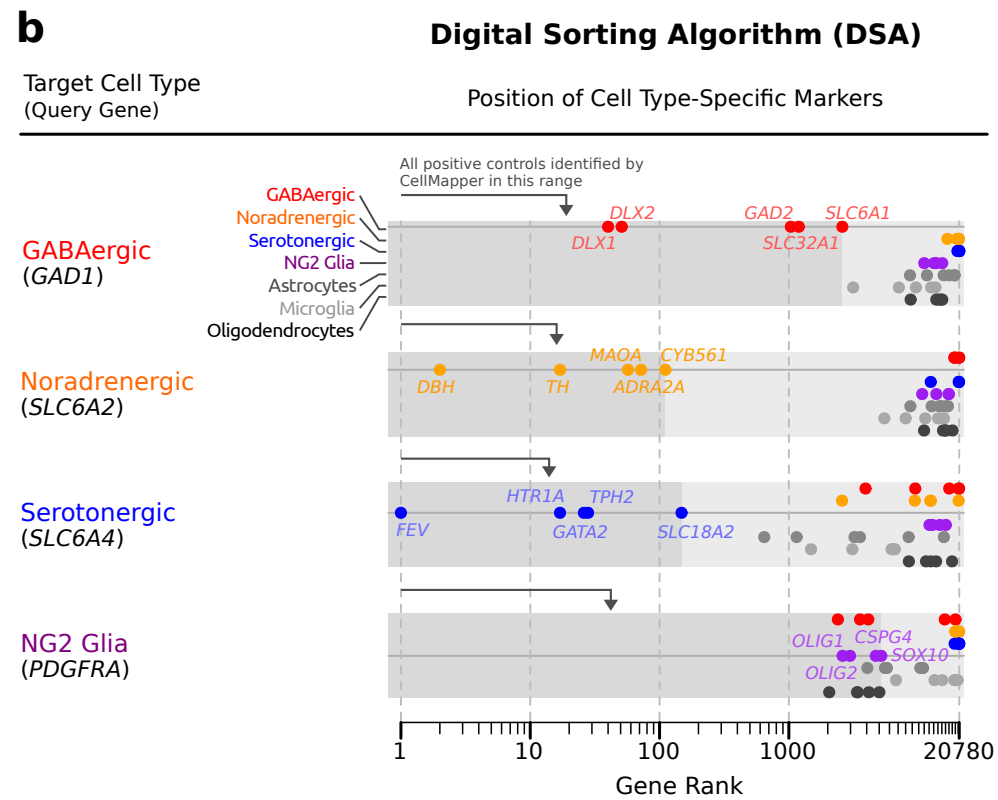 b
Digital Sorting Algorithm (DSA)
Target Cell Type
(Query Gene)
Position of Cell Type-Specific Markers
All positive controls identified by
CellMapper in this range
GABAergic
Noradrenergic
Serotonergic
NG2 Glia
Astrocytes
Microglia
Oligodendrocytes
GABAergic
(GAD1)
DLX2
GAD2
SLC6A1
DLX1
SLC32A1
Noradrenergic
(SLC6A2)
MAOA
CYB561
DBH
TH
ADRA2A
Serotonergic
(SLC6A4)
HTR1A
TPH2
FEV
GATA2
SLC18A2
NG2 Glia
(PDGFRA)
OLIG1
CSPG4
SOX10
OLIG2
1
10
100
1000
20780
Gene Rank